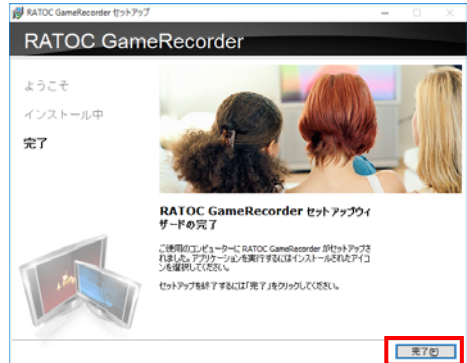 RATOC GameRecorder セットアップ
RATOC GameRecorder
ようこそ
インストール中
完了
RATOC GameRecorder セットアップウィ
ザードの完了
ご使用のコンピューターに RATOC GameRecorder がセットアップさ
れました。アプリケーションを実行するにはインストールされたアイコ
ンを選択してください。
セットアップを終了するには「完了」をクリックしてください。
完了(F)